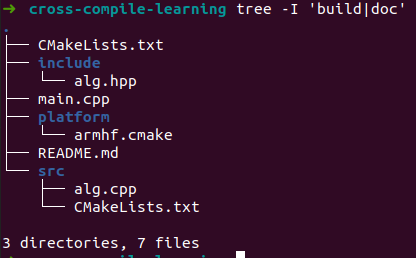 ➜ cross-compile-learning tree -I 'build|doc'
.
├── CMakeLists.txt
├── include
│   └── alg.hpp
├── main.cpp
├── platform
│   └── armhf.cmake
├── README.md
└── src
    ├── alg.cpp
    └── CMakeLists.txt
3 directories, 7 files